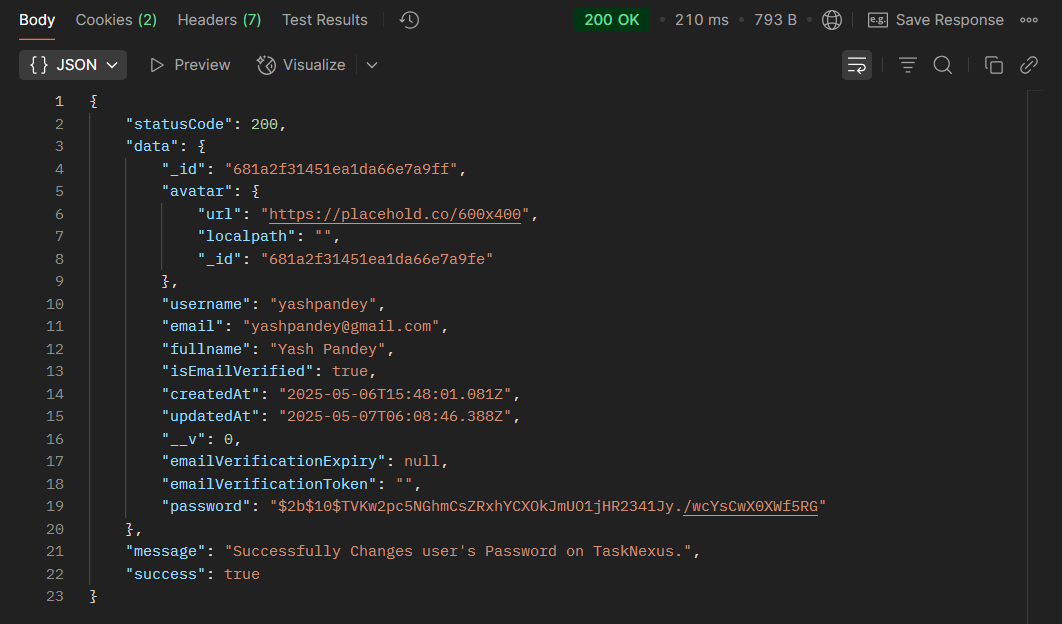 Body Cookies (2) Headers (7) Test Results 200 OK • 210 ms • 793 B • e.g. Save Response
{} JSON Preview Visualize
1 {
2 "statusCode": 200,
3 "data": {
4 "_id": "681a2f31451ea1da66e7a9ff",
5 "avatar": {
6 "url": "https://placehold.co/600x400",
7 "localpath": "",
8 "_id": "681a2f31451ea1da66e7a9fe"
9 },
10 "username": "yashpandey",
11 "email": "yashpandey@gmail.com",
12 "fullname": "Yash Pandey",
13 "isEmailVerified": true,
14 "createdAt": "2025-05-06T15:48:01.081Z",
15 "updatedAt": "2025-05-07T06:08:46.388Z",
16 "__v": 0,
17 "emailVerificationExpiry": null,
18 "emailVerificationToken": "",
19 "password": "$2b$10$TVKw2pc5NGhmCsZRxhYCXOkJmUO1jHR2341Jy./wcYsCwX0XWf5RG"
20 },
21 "message": "Successfully Changes user's Password on TaskNexus.",
22 "success": true
23 }